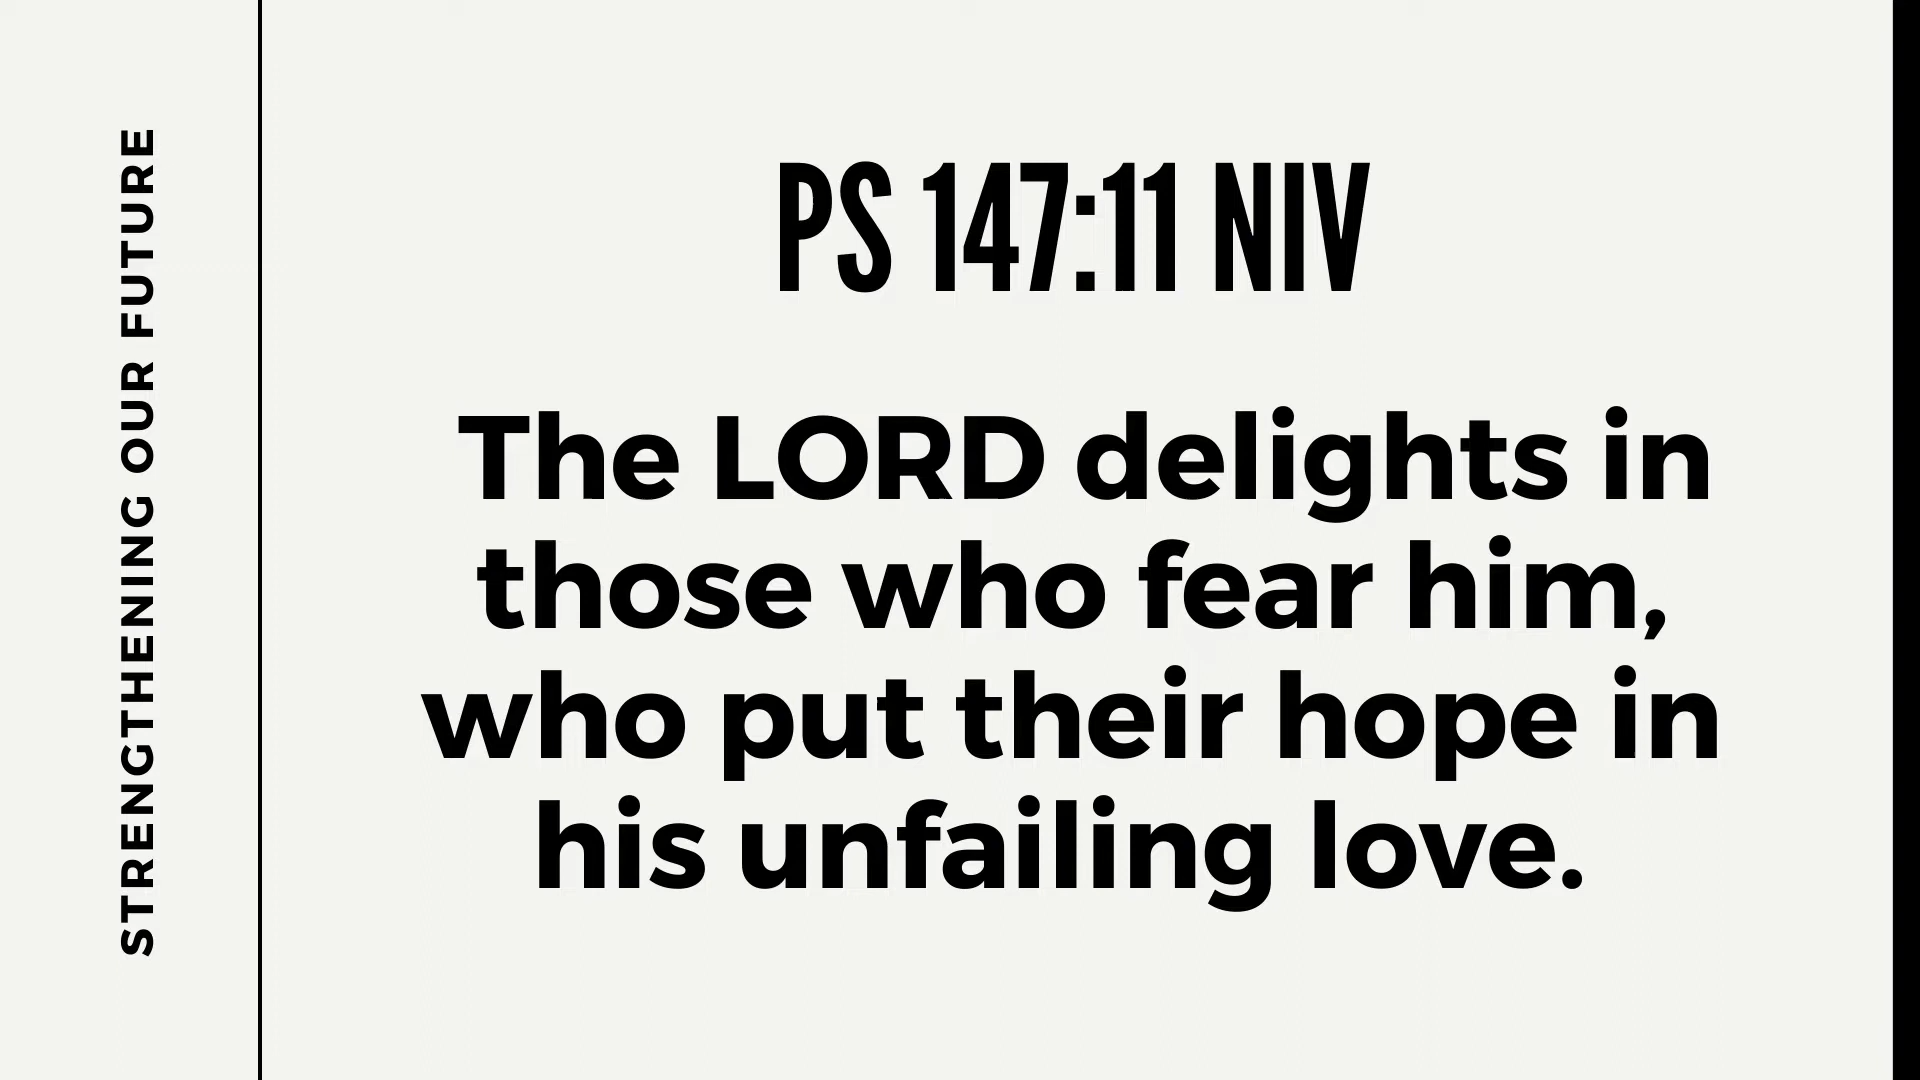 STRENGTHENING OUR FUTURE
PS 147:11 NIV
The LORD delights in
those who fear him,
who put their hope in
his unfailing love.